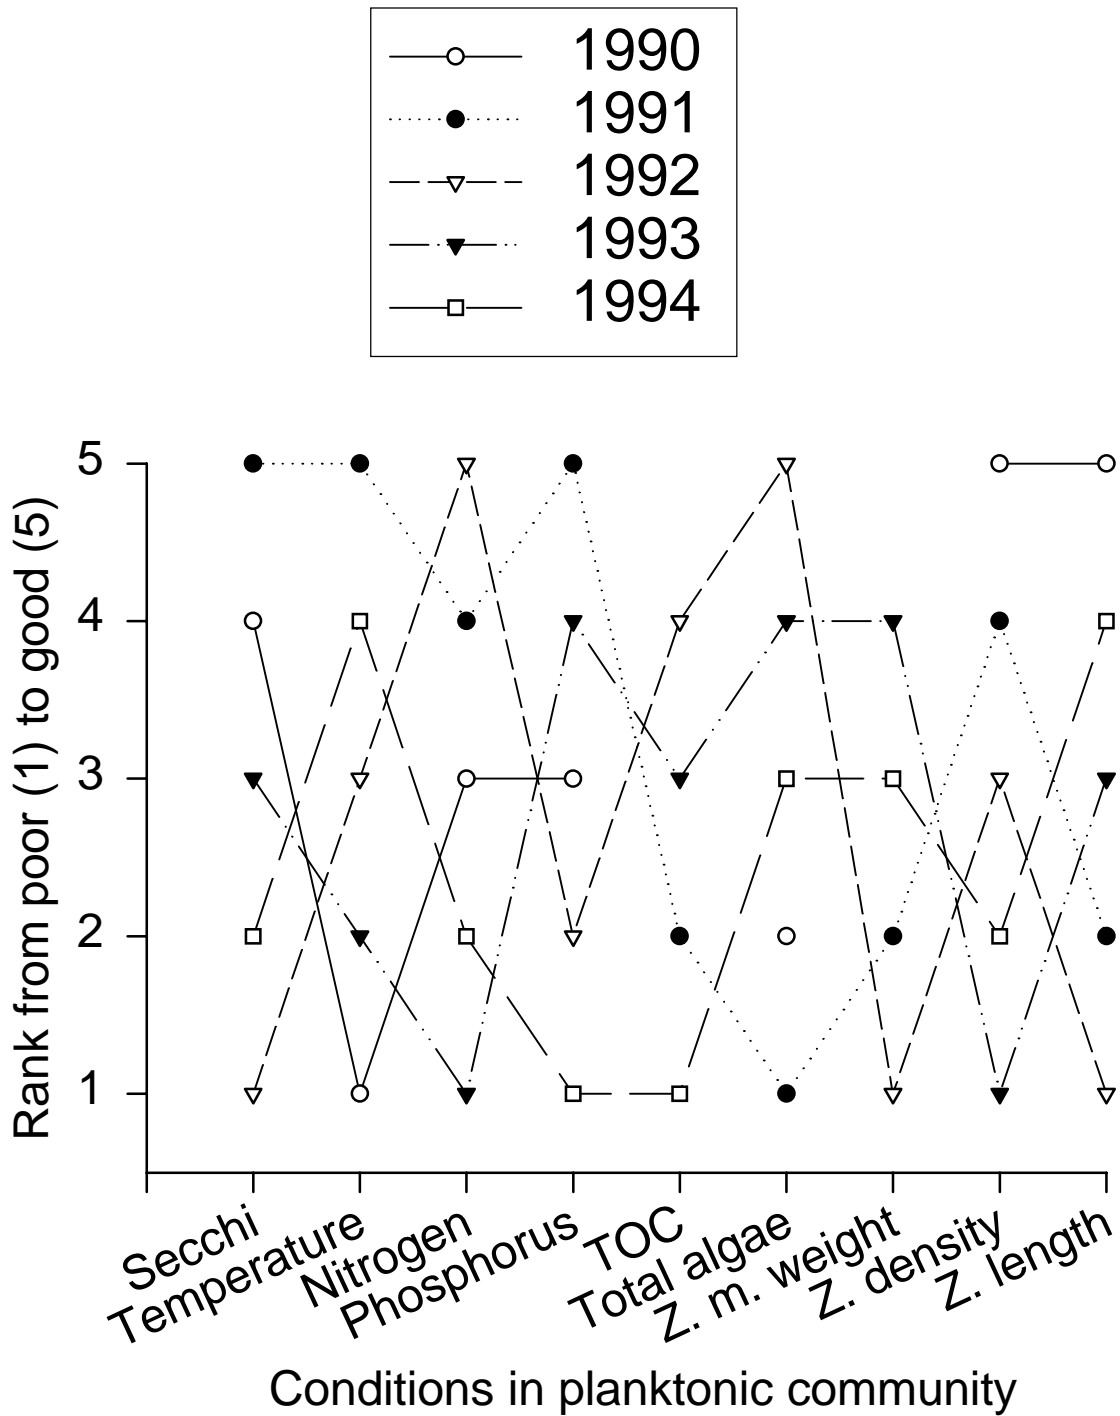 1990
1991
1992
1993
1994
Rank from poor (1) to good (5)
5
4
3
2
1
Secchi
Temperature
Nitrogen
Phosphorus
TOC
Total algae
Z. m. weight
Z. density
Z. length
Conditions in planktonic community